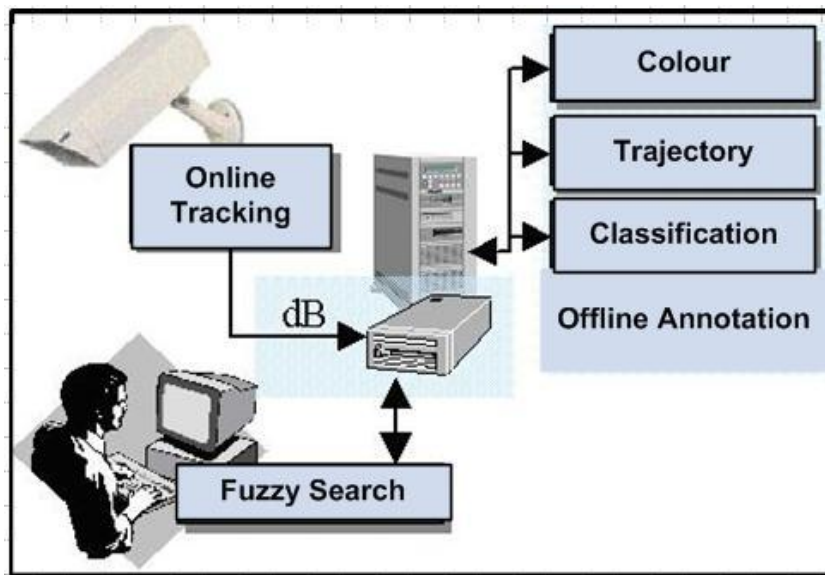 Colour
Online
Tracking
Trajectory
Classification
dB
Offline Annotation
Fuzzy Search